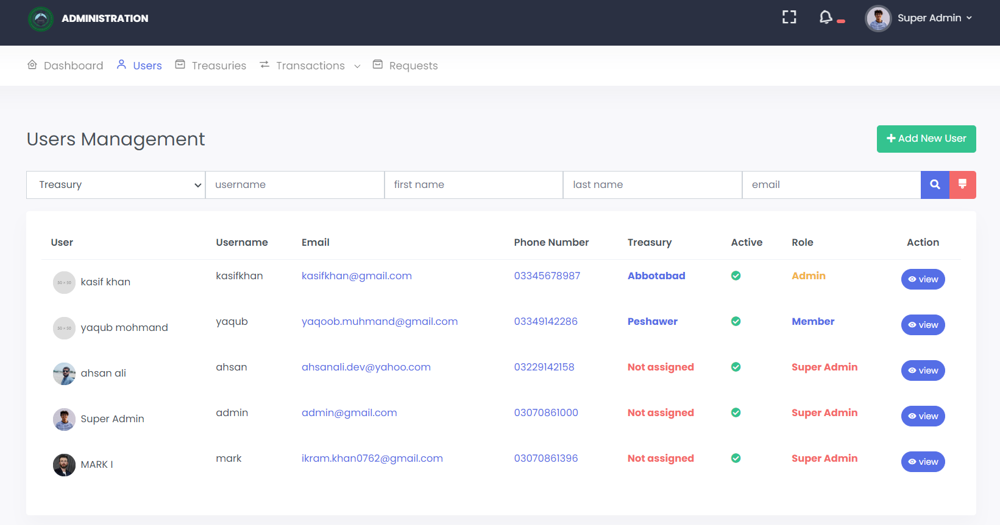 ADMINISTRATION
Super Admin
Dashboard Users Treasuries Transactions Requests
Users Management
Add New User
Treasury username first name last name email
User Username Email Phone Number Treasury Active Role Action
50 × 50 kasif khan kasifkhan kasifkhan@gmail.com 03345678987 Abbotabad Admin view
50 × 50 yaqub mohmand yaqub yaqoob.muhmand@gmail.com 03349142286 Peshawer Member view
ahsan ali ahsan ahsanali.dev@yahoo.com 03229142158 Not assigned Super Admin view
Super Admin admin admin@gmail.com 03070861000 Not assigned Super Admin view
MARK I mark ikram.khan0762@gmail.com 03070861396 Not assigned Super Admin view